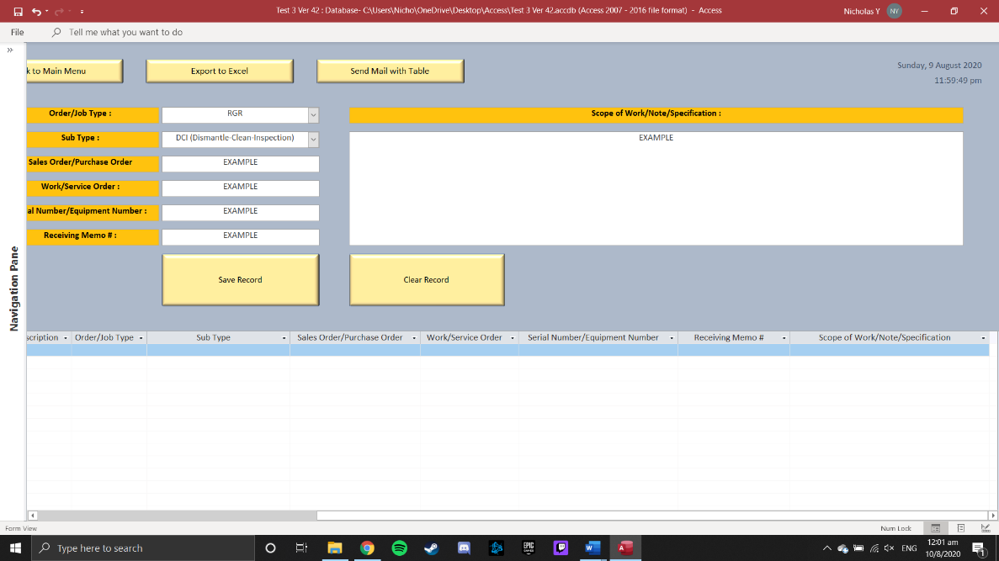 Test 3 Ver 42 : Database- C:\Users\Nicho\OneDrive\Desktop\Access\Test 3 Ver 42.accdb (Access 2007 - 2016 file format) - Access
Nicholas Y
NY
File
Tell me what you want to do
k to Main Menu
Export to Excel
Send Mail with Table
Sunday, 9 August 2020
11:59:49 pm
Order/Job Type :
RGR
Scope of Work/Note/Specification :
Sub Type :
DCI (Dismantle-Clean-Inspection)
EXAMPLE
Sales Order/Purchase Order
EXAMPLE
Work/Service Order :
EXAMPLE
al Number/Equipment Number :
EXAMPLE
Receiving Memo # :
EXAMPLE
Save Record
Clear Record
Navigation Pane
scription Order/Job Type Sub Type Sales Order/Purchase Order Work/Service Order Serial Number/Equipment Number Receiving Memo # Scope of Work/Note/Specification
Form View
Num Lock
Type here to search
EPIC GAMES
W
A
ENG
12:01 am
10/8/2020
1